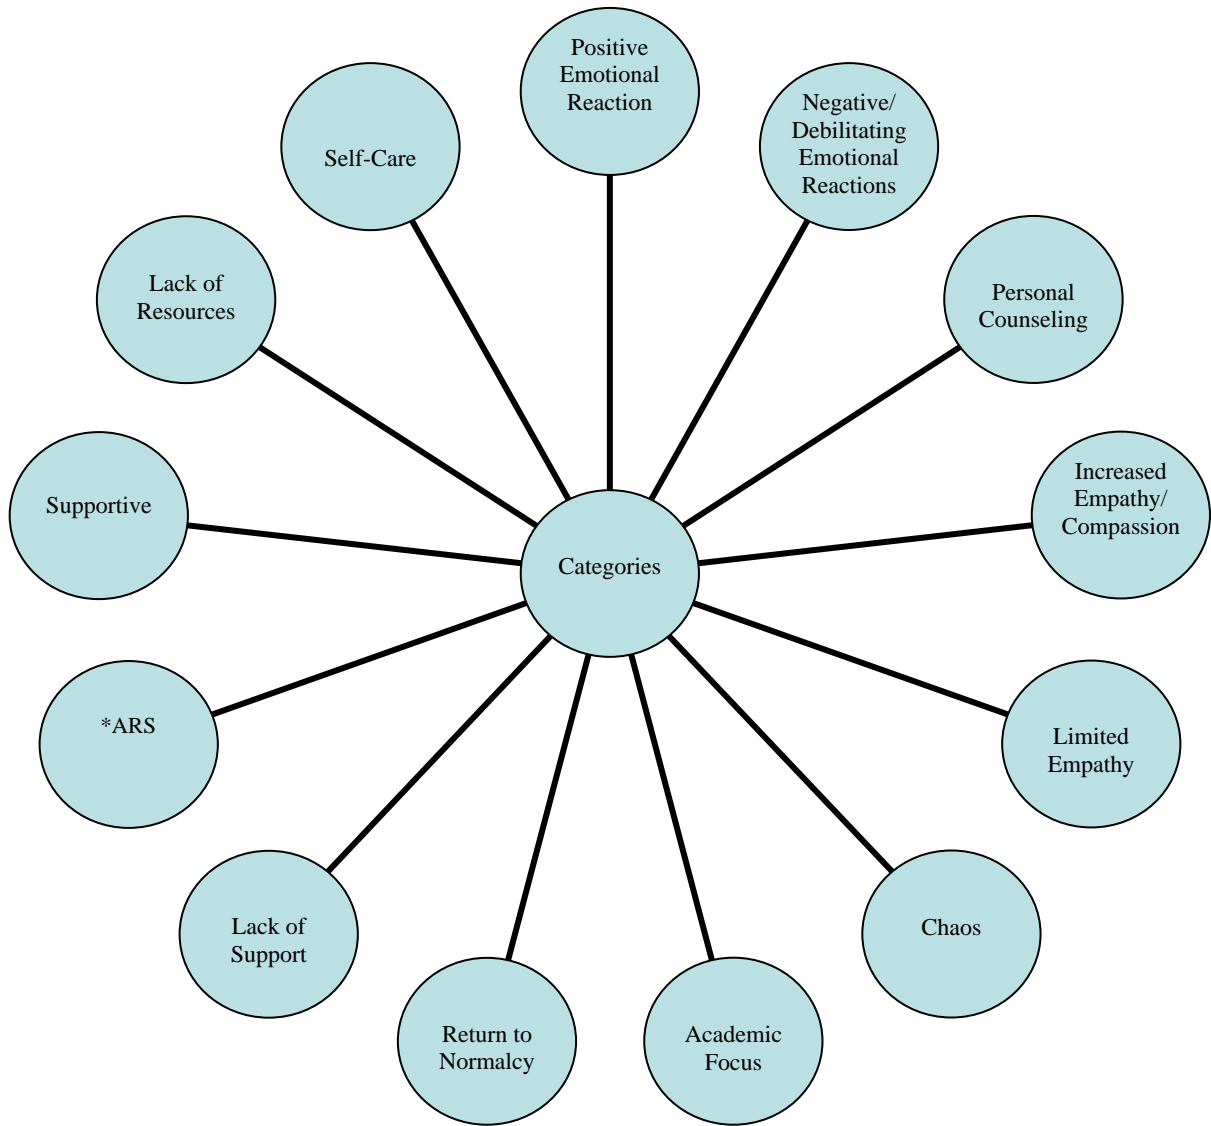 Positive
Emotional
Reaction
Negative/
Debilitating
Emotional
Reactions
Personal
Counseling
Increased
Empathy/
Compassion
Limited
Empathy
Chaos
Academic
Focus
Return to
Normalcy
Lack of
Support
*ARS
Supportive
Lack of
Resources
Self-Care
Categories